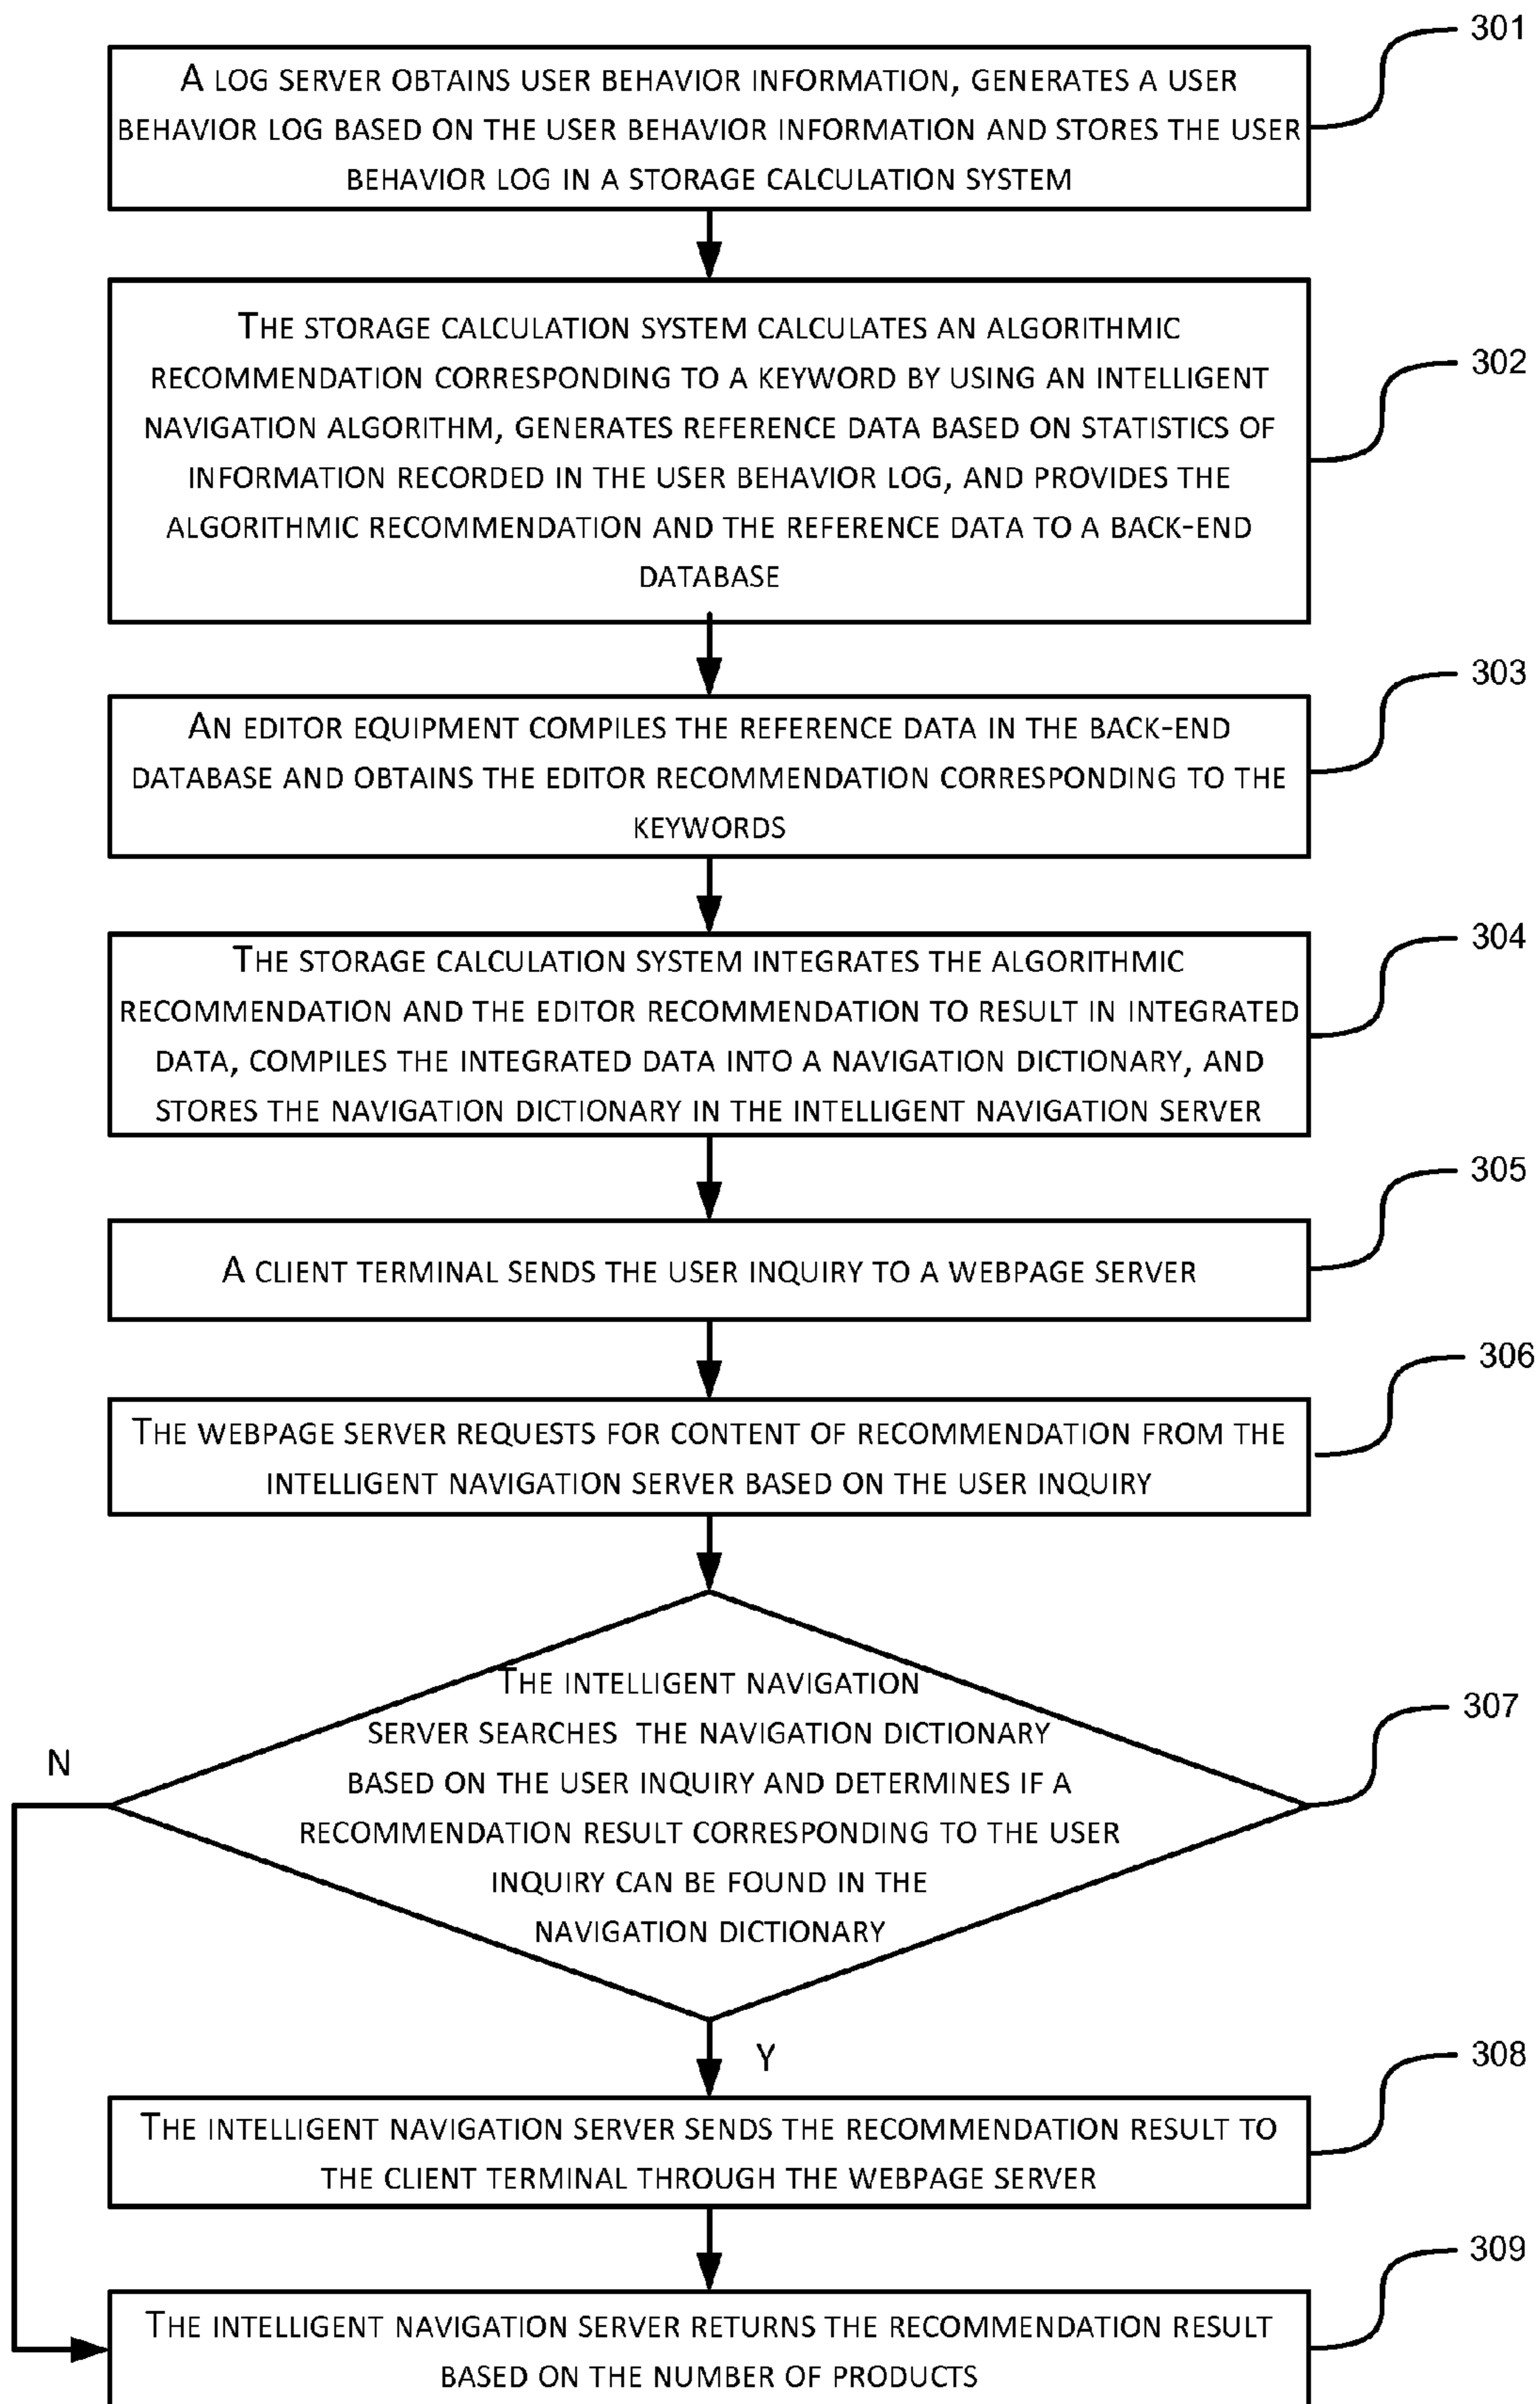 301
A LOG SERVER OBTAINS USER BEHAVIOR INFORMATION, GENERATES A USER
BEHAVIOR LOG BASED ON THE USER BEHAVIOR INFORMATION AND STORES THE USER
BEHAVIOR LOG IN A STORAGE CALCULATION SYSTEM
302
THE STORAGE CALCULATION SYSTEM CALCULATES AN ALGORITHMIC
RECOMMENDATION CORRESPONDING TO A KEYWORD BY USING AN INTELLIGENT
NAVIGATION ALGORITHM, GENERATES REFERENCE DATA BASED ON STATISTICS OF
INFORMATION RECORDED IN THE USER BEHAVIOR LOG, AND PROVIDES THE
ALGORITHMIC RECOMMENDATION AND THE REFERENCE DATA TO A BACK-END
DATABASE
303
AN EDITOR EQUIPMENT COMPILES THE REFERENCE DATA IN THE BACK-END
DATABASE AND OBTAINS THE EDITOR RECOMMENDATION CORRESPONDING TO THE
KEYWORDS
304
THE STORAGE CALCULATION SYSTEM INTEGRATES THE ALGORITHMIC
RECOMMENDATION AND THE EDITOR RECOMMENDATION TO RESULT IN INTEGRATED
DATA, COMPILES THE INTEGRATED DATA INTO A NAVIGATION DICTIONARY, AND
STORES THE NAVIGATION DICTIONARY IN THE INTELLIGENT NAVIGATION SERVER
305
A CLIENT TERMINAL SENDS THE USER INQUIRY TO A WEBPAGE SERVER
306
THE WEBPAGE SERVER REQUESTS FOR CONTENT OF RECOMMENDATION FROM THE
INTELLIGENT NAVIGATION SERVER BASED ON THE USER INQUIRY
307
THE INTELLIGENT NAVIGATION
SERVER SEARCHES THE NAVIGATION DICTIONARY
BASED ON THE USER INQUIRY AND DETERMINES IF A
RECOMMENDATION RESULT CORRESPONDING TO THE USER
INQUIRY CAN BE FOUND IN THE
NAVIGATION DICTIONARY
N
Y
308
THE INTELLIGENT NAVIGATION SERVER SENDS THE RECOMMENDATION RESULT TO
THE CLIENT TERMINAL THROUGH THE WEBPAGE SERVER
309
THE INTELLIGENT NAVIGATION SERVER RETURNS THE RECOMMENDATION RESULT
BASED ON THE NUMBER OF PRODUCTS